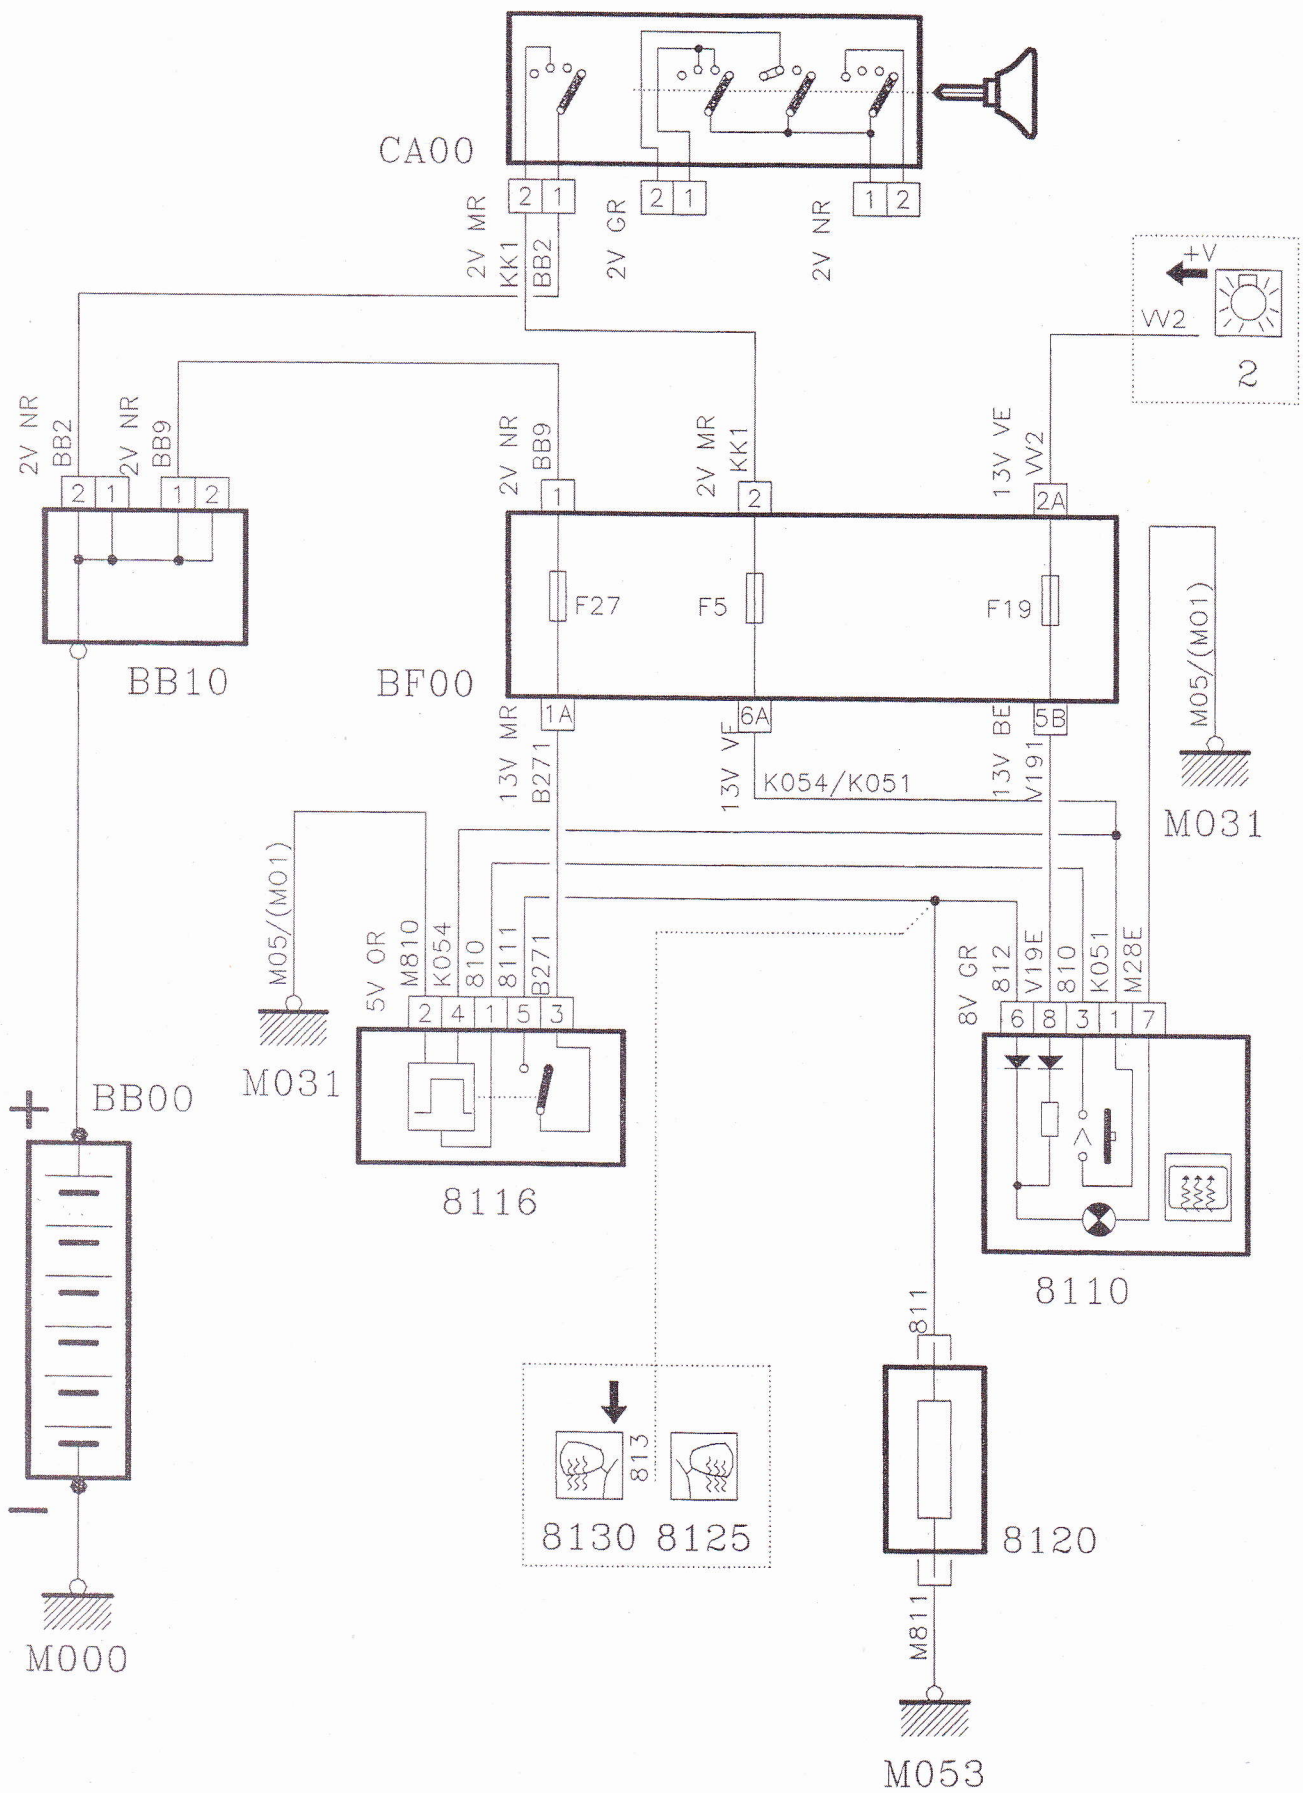 CA00
2 1
2 1
1 2
2V MR
KK1
BB2
2V GR
2V NR
+V
VV2
2
2V NR
BB2
2V NR
BB9
2V NR
BB9
2V MR
KK1
13V VE
VV2
2 1
1 2
1
2
2A
F27
F5
F19
BB10
BF00
1A
6A
5B
M05/(M01)
13V MR
B271
13V VE
K054/K051
13V BE
V191
M031
M05/(M01)
5V OR
M810
K054
810
8111
B271
8V GR
812
V19E
810
K051
M28E
2 4 1 5 3
6 8 3 1 7
M031
+
BB00
8116
8110
811
813
8130 8125
8120
−
M811
M000
M053